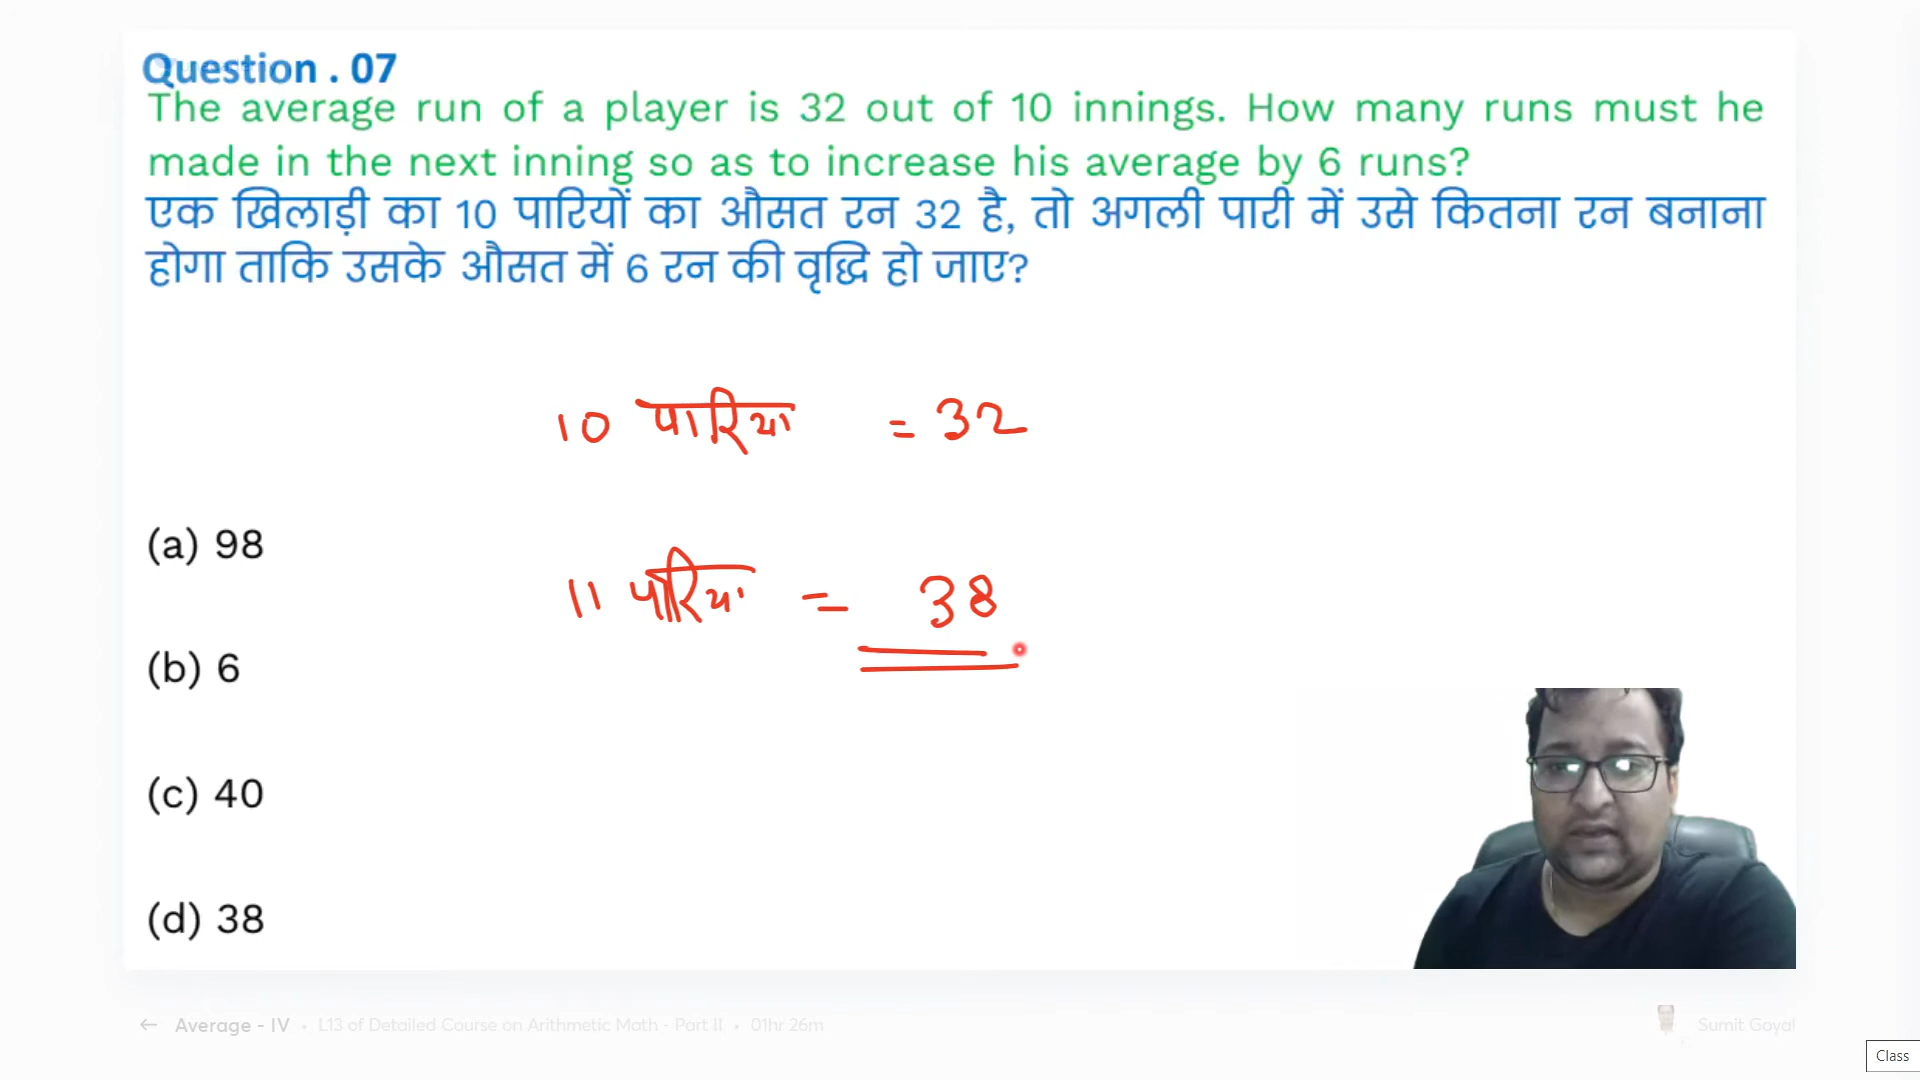 Question . 07
The average run of a player is 32 out of 10 innings. How many runs must he
made in the next inning so as to increase his average by 6 runs?
एक खिलाड़ी का 10 पारियों का औसत रन 32 है, तो अगली पारी में उसे कितना रन बनाना
होगा ताकि उसके औसत में 6 रन की वृद्धि हो जाए?
10 पारिया = 32
(a) 98
11 पारिया = 38
(b) 6
(c) 40
(d) 38
← Average - IV • L13 of Detailed Course on Arithmetic Math - Part II • 01hr 26m
Sumit Goyal
Class